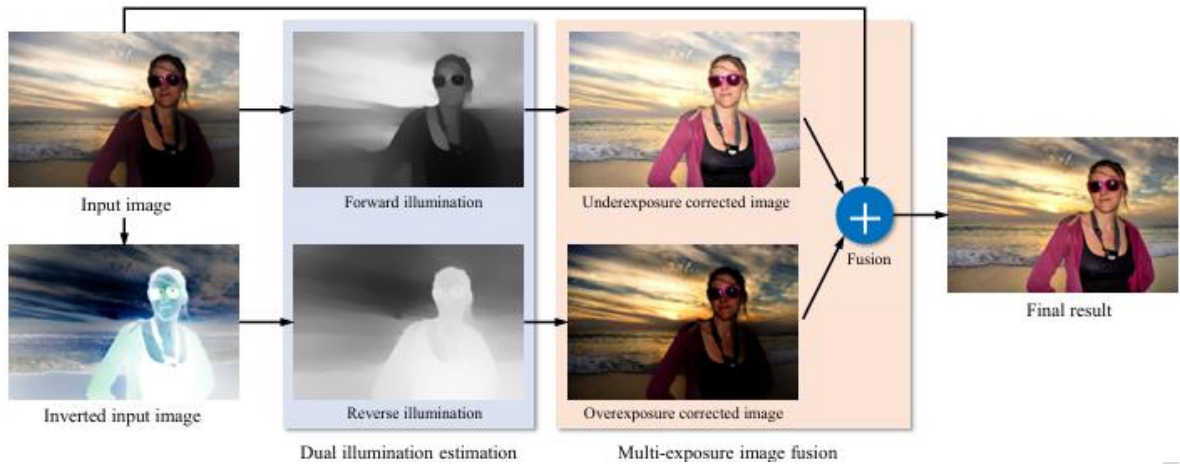 Input image
Forward illumination
Underexposure corrected image
Fusion
Final result
Inverted input image
Reverse illumination
Overexposure corrected image
Dual illumination estimation
Multi-exposure image fusion